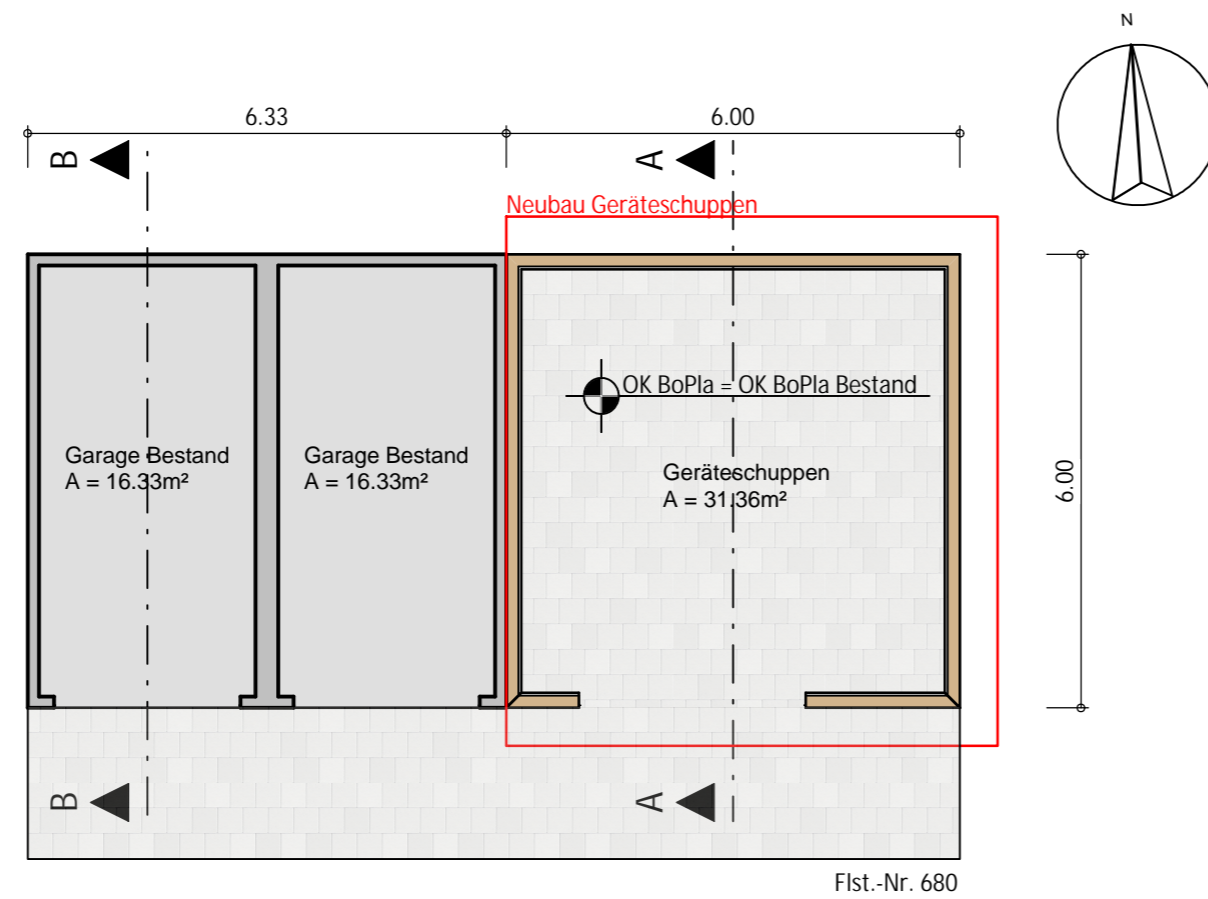 N
6.33
6.00
B
A
Neubau Geräteschuppen
OK BoPla = OK BoPla Bestand
Garage Bestand
A = 16.33m²
Garage Bestand
A = 16.33m²
Geräteschuppen
A = 31.36m²
6.00
B
A
Flst.-Nr. 680